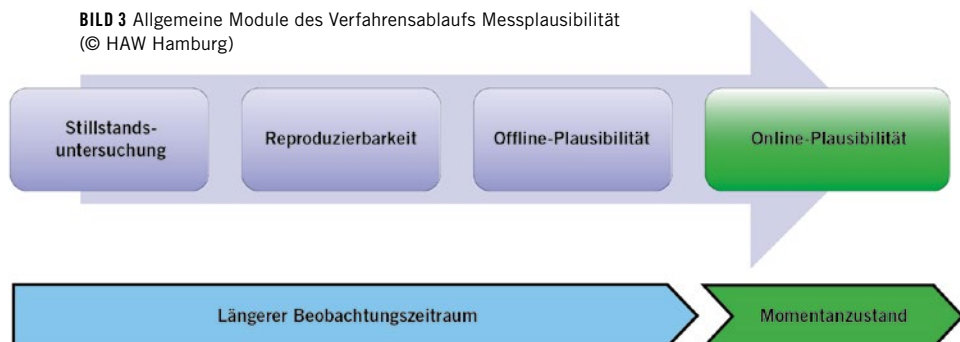 BILD 3 Allgemeine Module des Verfahrensablaufs Messplausibilität
(© HAW Hamburg)
Stillstands-
untersuchung
Reproduzierbarkeit
Offline-Plausibilität
Online-Plausibilität
Längerer Beobachtungszeitraum
Momentanzustand